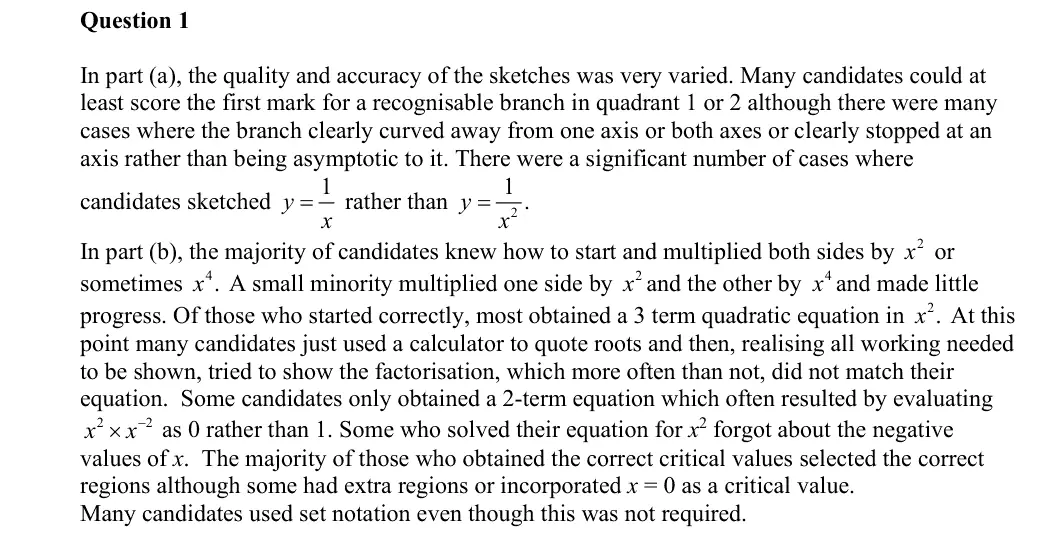 Question 1
In part (a), the quality and accuracy of the sketches was very varied. Many candidates could at
least score the first mark for a recognisable branch in quadrant 1 or 2 although there were many
cases where the branch clearly curved away from one axis or both axes or clearly stopped at an
axis rather than being asymptotic to it. There were a significant number of cases where
candidates sketched y = 1/x rather than y = 1/x².
In part (b), the majority of candidates knew how to start and multiplied both sides by x² or
sometimes x⁴. A small minority multiplied one side by x² and the other by x⁴ and made little
progress. Of those who started correctly, most obtained a 3 term quadratic equation in x². At this
point many candidates just used a calculator to quote roots and then, realising all working needed
to be shown, tried to show the factorisation, which more often than not, did not match their
equation. Some candidates only obtained a 2-term equation which often resulted by evaluating
x² × x⁻² as 0 rather than 1. Some who solved their equation for x² forgot about the negative
values of x. The majority of those who obtained the correct critical values selected the correct
regions although some had extra regions or incorporated x = 0 as a critical value.
Many candidates used set notation even though this was not required.